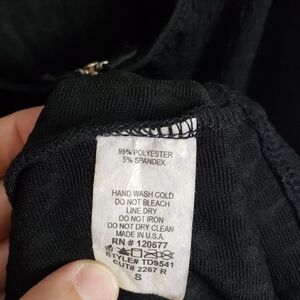 95% POLYESTER
5% SPANDEX
HAND WASH COLD
DO NOT BLEACH
LINE DRY
DO NOT IRON
DO NOT DRY CLEAN
MADE IN U.S.A.
RN # 120677
STYLE# TD9541
CUT# 2267 R
S